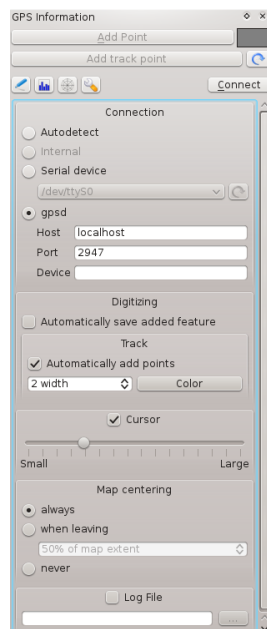 GPS Information
Add Point
Add track point
Connect
Connection
Autodetect
Internal
Serial device
/dev/ttyS0
gpsd
Host localhost
Port 2947
Device
Digitizing
Automatically save added feature
Track
Automatically add points
2 width Color
Cursor
Small Large
Map centering
always
when leaving
50% of map extent
never
Log File
...